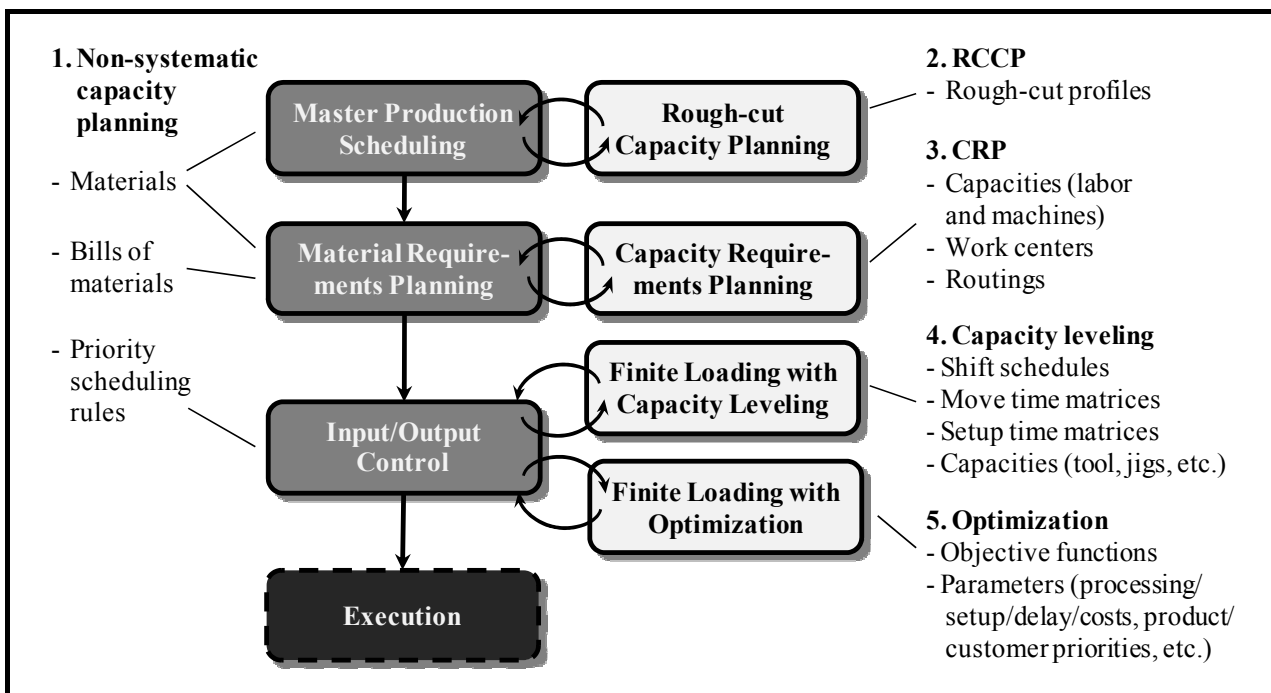 1. Non-systematic
capacity
planning
- Materials
- Bills of
materials
- Priority
scheduling
rules
Master Production
Scheduling
Rough-cut
Capacity Planning
Material Require-
ments Planning
Capacity Require-
ments Planning
Input/Output
Control
Finite Loading with
Capacity Leveling
Finite Loading with
Optimization
Execution
2. RCCP
- Rough-cut profiles
3. CRP
- Capacities (labor
and machines)
- Work centers
- Routings
4. Capacity leveling
- Shift schedules
- Move time matrices
- Setup time matrices
- Capacities (tool, jigs, etc.)
5. Optimization
- Objective functions
- Parameters (processing/
setup/delay/costs, product/
customer priorities, etc.)